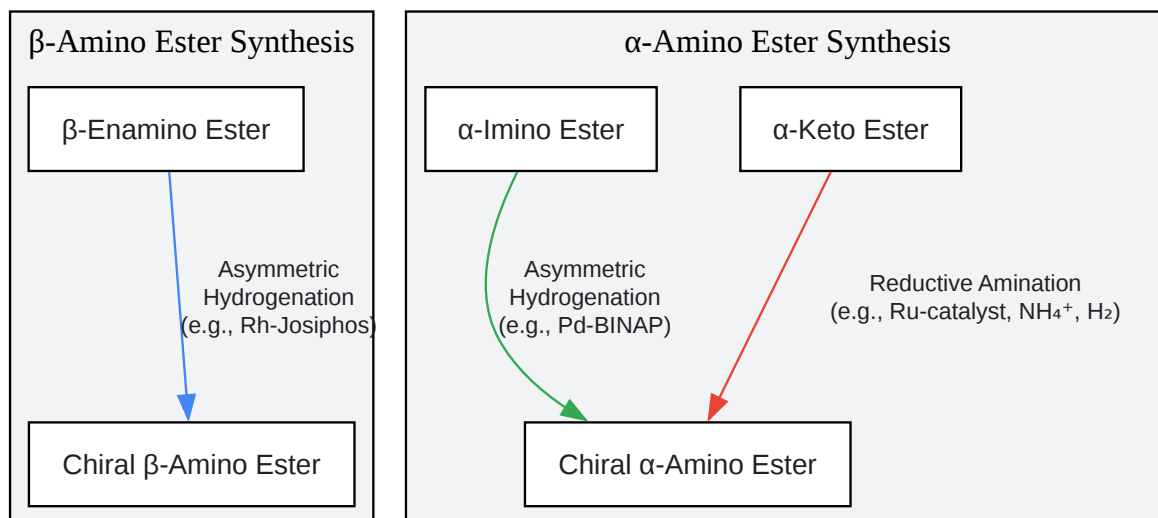 β-Amino Ester Synthesis
β-Enamino Ester
Asymmetric
Hydrogenation
(e.g., Rh-Josiphos)
Chiral β-Amino Ester
α-Amino Ester Synthesis
α-Imino Ester
α-Keto Ester
Asymmetric
Hydrogenation
(e.g., Pd-BINAP)
Reductive Amination
(e.g., Ru-catalyst, NH₄⁺, H₂)
Chiral α-Amino Ester